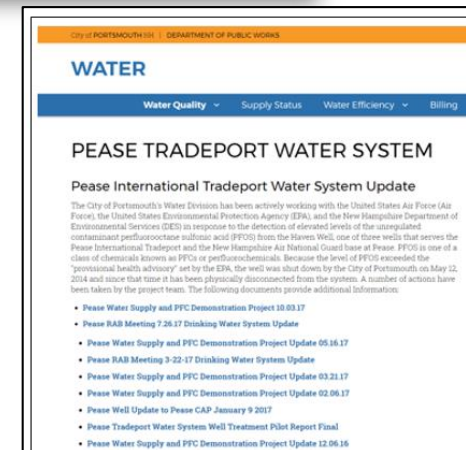 City of PORTSMOUTH NH | DEPARTMENT OF PUBLIC WORKS
WATER
Water Quality Supply Status Water Efficiency Billing
PEASE TRADEPORT WATER SYSTEM
Pease International Tradeport Water System Update
The City of Portsmouth's Water Division has been actively working with the United States Air Force (Air
Force), the United States Environmental Protection Agency (EPA), and the New Hampshire Department of
Environmental Services (DES) in response to the detection of elevated levels of the unregulated
contaminant perfluorooctane sulfonic acid (PFOS) from the Haven Well, one of three wells that serves the
Pease International Tradeport and the New Hampshire Air National Guard base at Pease. PFOS is one of a
class of chemicals known as PFCs or perfluorochemicals. Because the level of PFOS exceeded the
"provisional health advisory" set by the EPA, the well was shut down by the City of Portsmouth on May 12,
2014 and since that time it has been physically disconnected from the system. A number of actions have
been taken by the project team. The following documents provide additional Information:
• Pease Water Supply and PFC Demonstration Project 10.03.17
• Pease RAB Meeting 7.26.17 Drinking Water System Update
• Pease Water Supply and PFC Demonstration Project Update 05.16.17
• Pease RAB Meeting 3-22-17 Drinking Water System Update
• Pease Water Supply and PFC Demonstration Project Update 03.21.17
• Pease Water Supply and PFC Demonstration Project Update 02.06.17
• Pease Well Update to Pease CAP January 9 2017
• Pease Tradeport Water System Well Treatment Pilot Report Final
• Pease Water Supply and PFC Demonstration Project Update 12.06.16